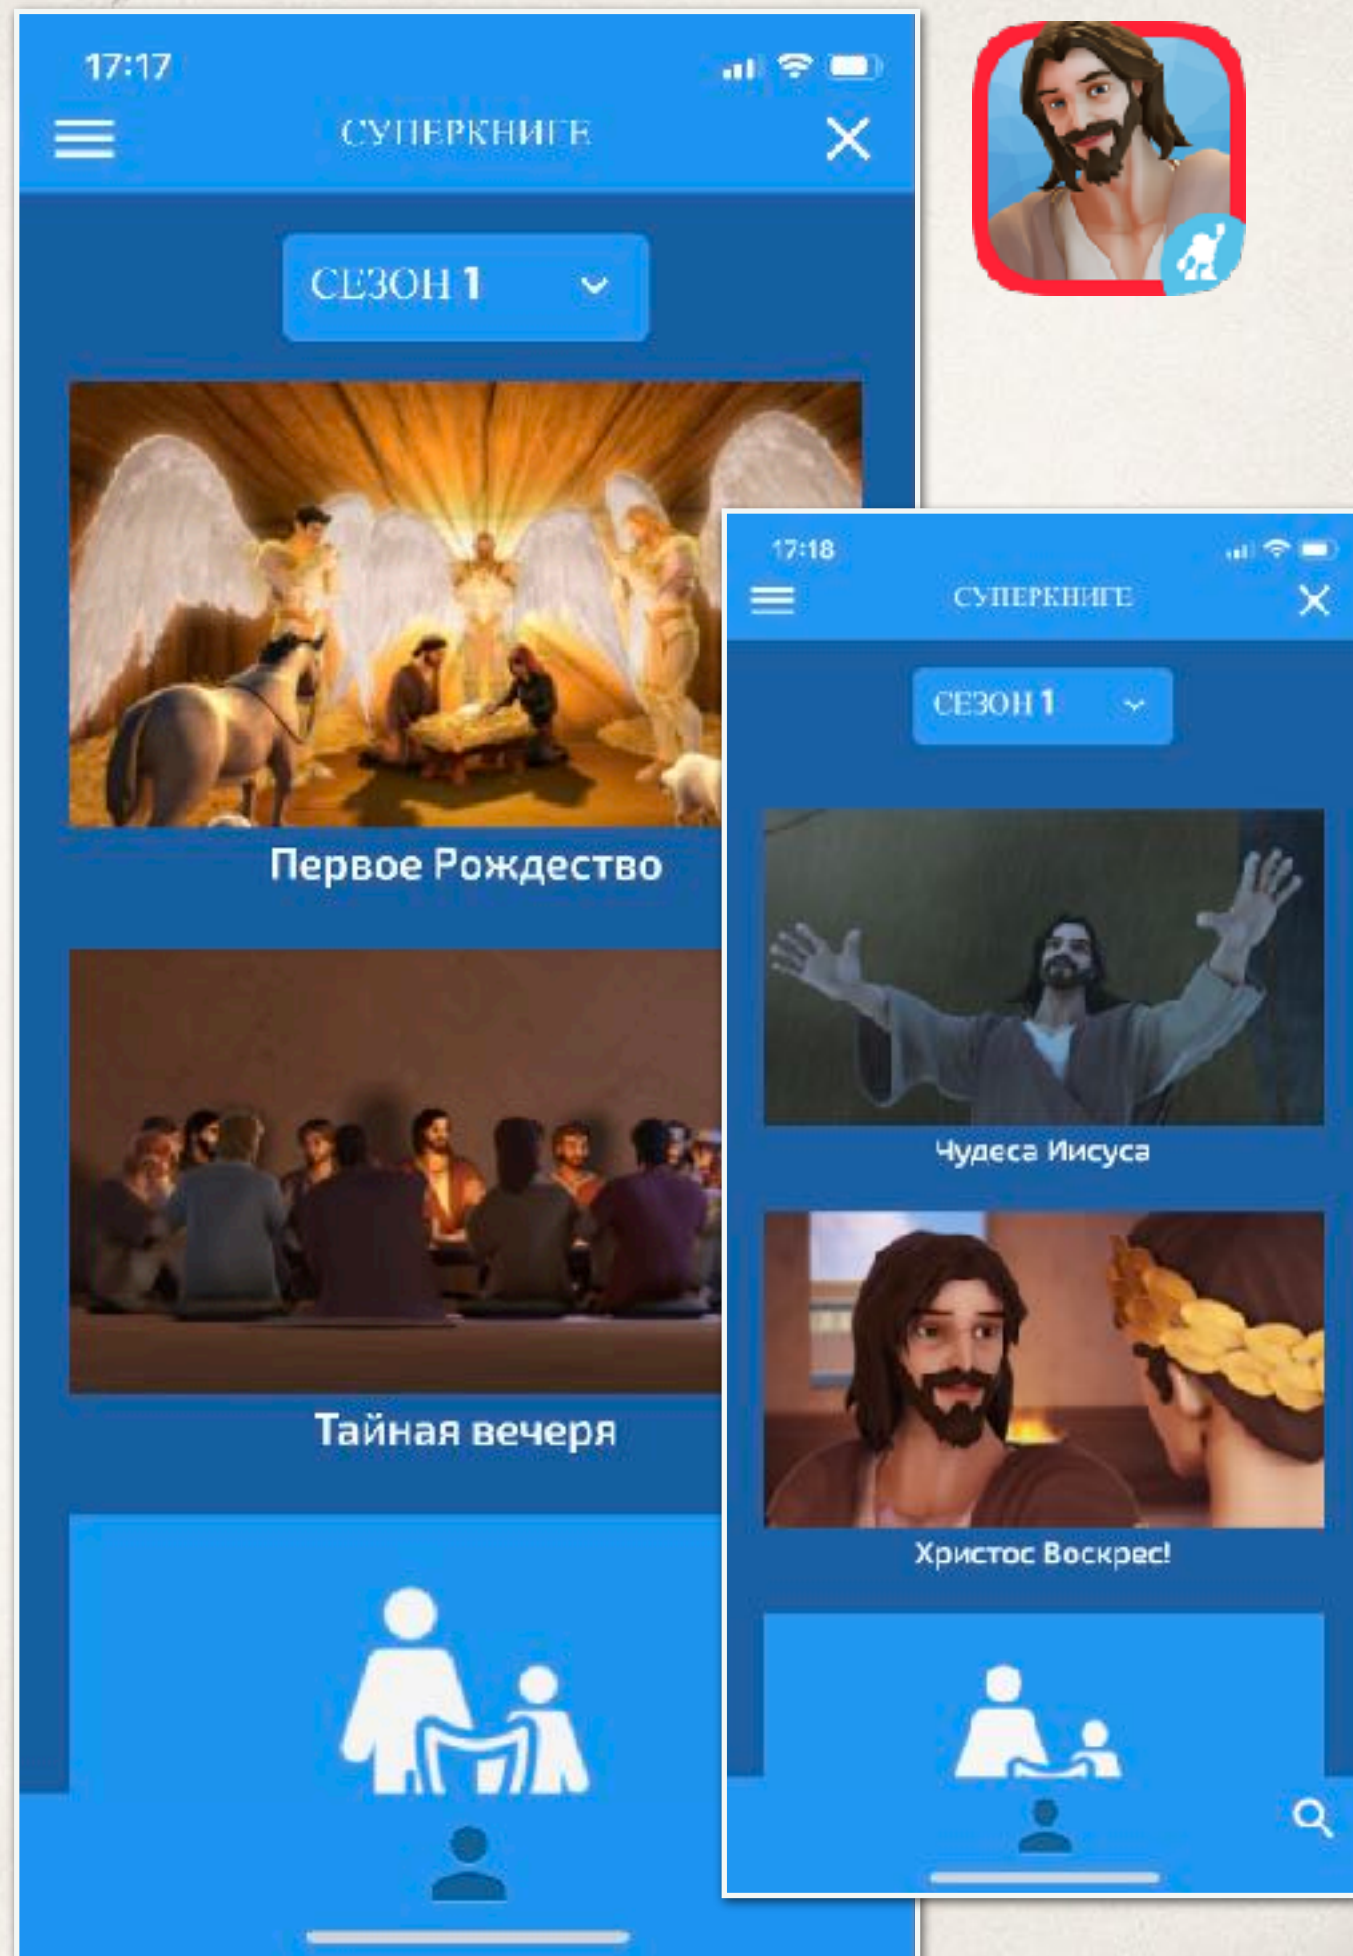 17:17
СУПЕРКНИГЕ
СЕЗОН 1
Первое Рождество
Тайная вечеря
17:18
СУПЕРКНИГЕ
СЕЗОН 1
Чудеса Иисуса
Христос Воскрес!